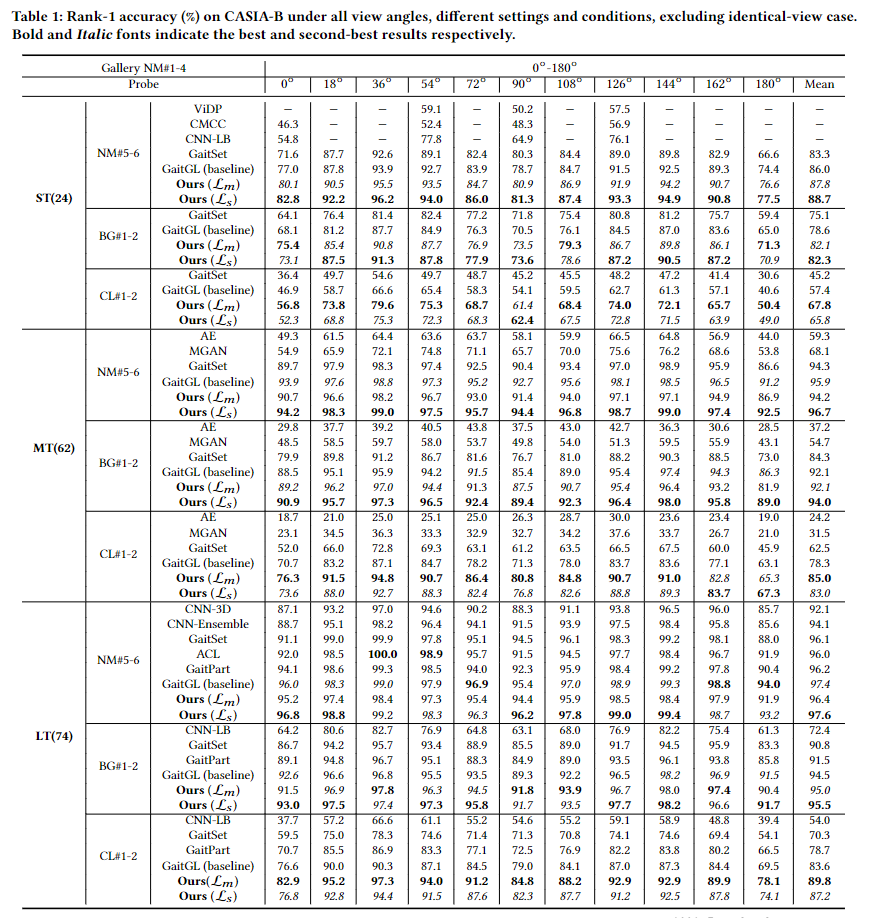 Table 1: Rank-1 accuracy (%) on CASIA-B under all view angles, different settings and conditions, excluding identical-view case.
Bold and Italic fonts indicate the best and second-best results respectively.
Gallery NM#1-4 0°-180°
Probe 0° 18° 36° 54° 72° 90° 108° 126° 144° 162° 180° Mean
ViDP – – – 59.1 – 50.2 – 57.5 – – – –
CMCC 46.3 – – 52.4 – 48.3 – 56.9 – – – –
CNN-LB 54.8 – – 77.8 – 64.9 – 76.1 – – – –
NM#5-6 GaitSet 71.6 87.7 92.6 89.1 82.4 80.3 84.4 89.0 89.8 82.9 66.6 83.3
GaitGL (baseline) 77.0 87.8 93.9 92.7 83.9 78.7 84.7 91.5 92.5 89.3 74.4 86.0
Ours (ℒm) 80.1 90.5 95.5 93.5 84.7 80.9 86.9 91.9 94.2 90.7 76.6 87.8
ST(24) Ours (ℒs) 82.8 92.2 96.2 94.0 86.0 81.3 87.4 93.3 94.9 90.8 77.5 88.7
GaitSet 64.1 76.4 81.4 82.4 77.2 71.8 75.4 80.8 81.2 75.7 59.4 75.1
BG#1-2 GaitGL (baseline) 68.1 81.2 87.7 84.9 76.3 70.5 76.1 84.5 87.0 83.6 65.0 78.6
Ours (ℒm) 75.4 85.4 90.8 87.7 76.9 73.5 79.3 86.7 89.8 86.1 71.3 82.1
Ours (ℒs) 73.1 87.5 91.3 87.8 77.9 73.6 78.6 87.2 90.5 87.2 70.9 82.3
GaitSet 36.4 49.7 54.6 49.7 48.7 45.2 45.5 48.2 47.2 41.4 30.6 45.2
CL#1-2 GaitGL (baseline) 46.9 58.7 66.6 65.4 58.3 54.1 59.5 62.7 61.3 57.1 40.6 57.4
Ours (ℒm) 56.8 73.8 79.6 75.3 68.7 61.4 68.4 74.0 72.1 65.7 50.4 67.8
Ours (ℒs) 52.3 68.8 75.3 72.3 68.3 62.4 67.5 72.8 71.5 63.9 49.0 65.8
AE 49.3 61.5 64.4 63.6 63.7 58.1 59.9 66.5 64.8 56.9 44.0 59.3
MGAN 54.9 65.9 72.1 74.8 71.1 65.7 70.0 75.6 76.2 68.6 53.8 68.1
NM#5-6 GaitSet 89.7 97.9 98.3 97.4 92.5 90.4 93.4 97.0 98.9 95.9 86.6 94.3
GaitGL (baseline) 93.9 97.6 98.8 97.3 95.2 92.7 95.6 98.1 98.5 96.5 91.2 95.9
Ours (ℒm) 90.7 96.6 98.2 96.7 93.0 91.4 94.0 97.1 97.1 94.9 86.9 94.2
Ours (ℒs) 94.2 98.3 99.0 97.5 95.7 94.4 96.8 98.7 99.0 97.4 92.5 96.7
AE 29.8 37.7 39.2 40.5 43.8 37.5 43.0 42.7 36.3 30.6 28.5 37.2
MT(62) MGAN 48.5 58.5 59.7 58.0 53.7 49.8 54.0 51.3 59.5 55.9 43.1 54.7
BG#1-2 GaitSet 79.9 89.8 91.2 86.7 81.6 76.7 81.0 88.2 90.3 88.5 73.0 84.3
GaitGL (baseline) 88.5 95.1 95.9 94.2 91.5 85.4 89.0 95.4 97.4 94.3 86.3 92.1
Ours (ℒm) 89.2 96.2 97.0 94.4 91.3 87.5 90.7 95.4 96.4 93.2 81.9 92.1
Ours (ℒs) 90.9 95.7 97.3 96.5 92.4 89.4 92.3 96.4 98.0 95.8 89.0 94.0
AE 18.7 21.0 25.0 25.1 25.0 26.3 28.7 30.0 23.6 23.4 19.0 24.2
MGAN 23.1 34.5 36.3 33.3 32.9 32.7 34.2 37.6 33.7 26.7 21.0 31.5
CL#1-2 GaitSet 52.0 66.0 72.8 69.3 63.1 61.2 63.5 66.5 67.5 60.0 45.9 62.5
GaitGL (baseline) 70.7 83.2 87.1 84.7 78.2 71.3 78.0 83.7 83.6 77.1 63.1 78.3
Ours (ℒm) 76.3 91.5 94.8 90.7 86.4 80.8 84.8 90.7 91.0 82.8 65.3 85.0
Ours (ℒs) 73.6 88.0 92.7 88.3 82.4 76.8 82.6 88.8 89.3 83.7 67.3 83.0
CNN-3D 87.1 93.2 97.0 94.6 90.2 88.3 91.1 93.8 96.5 96.0 85.7 92.1
CNN-Ensemble 88.7 95.1 98.2 96.4 94.1 91.5 93.9 97.5 98.4 95.8 85.6 94.1
GaitSet 91.1 99.0 99.9 97.8 95.1 94.5 96.1 98.3 99.2 98.1 88.0 96.1
NM#5-6 ACL 92.0 98.5 100.0 98.9 95.7 91.5 94.5 97.7 98.4 96.7 91.9 96.0
GaitPart 94.1 98.6 99.3 98.5 94.0 92.3 95.9 98.4 99.2 97.8 90.4 96.2
GaitGL (baseline) 96.0 98.3 99.0 97.9 96.9 95.4 97.0 98.9 99.3 98.8 94.0 97.4
Ours (ℒm) 95.2 97.4 98.4 97.3 95.4 94.4 95.9 98.5 98.4 97.9 91.9 96.4
Ours (ℒs) 96.8 98.8 99.2 98.3 96.3 96.2 97.8 99.0 99.4 98.7 93.2 97.6
LT(74) CNN-LB 64.2 80.6 82.7 76.9 64.8 63.1 68.0 76.9 82.2 75.4 61.3 72.4
GaitSet 86.7 94.2 95.7 93.4 88.9 85.5 89.0 91.7 94.5 95.9 83.3 90.8
BG#1-2 GaitPart 89.1 94.8 96.7 95.1 88.3 84.9 89.0 93.5 96.1 93.8 85.8 91.5
GaitGL (baseline) 92.6 96.6 96.8 95.5 93.5 89.3 92.2 96.5 98.2 96.9 91.5 94.5
Ours (ℒm) 91.5 96.9 97.8 96.3 94.5 91.8 93.9 96.7 98.0 97.4 90.4 95.0
Ours (ℒs) 93.0 97.5 97.4 97.3 95.8 91.7 93.5 97.7 98.2 96.6 91.7 95.5
CNN-LB 37.7 57.2 66.6 61.1 55.2 54.6 55.2 59.1 58.9 48.8 39.4 54.0
GaitSet 59.5 75.0 78.3 74.6 71.4 71.3 70.8 74.1 74.6 69.4 54.1 70.3
CL#1-2 GaitPart 70.7 85.5 86.9 83.3 77.1 72.5 76.9 82.2 83.8 80.2 66.5 78.7
GaitGL (baseline) 76.6 90.0 90.3 87.1 84.5 79.0 84.1 87.0 87.3 84.4 69.5 83.6
Ours(ℒm) 82.9 95.2 97.3 94.0 91.2 84.8 88.2 92.9 92.9 89.9 78.1 89.8
Ours (ℒs) 76.8 92.8 94.4 91.5 87.6 82.3 87.7 91.2 92.5 87.8 74.1 87.2